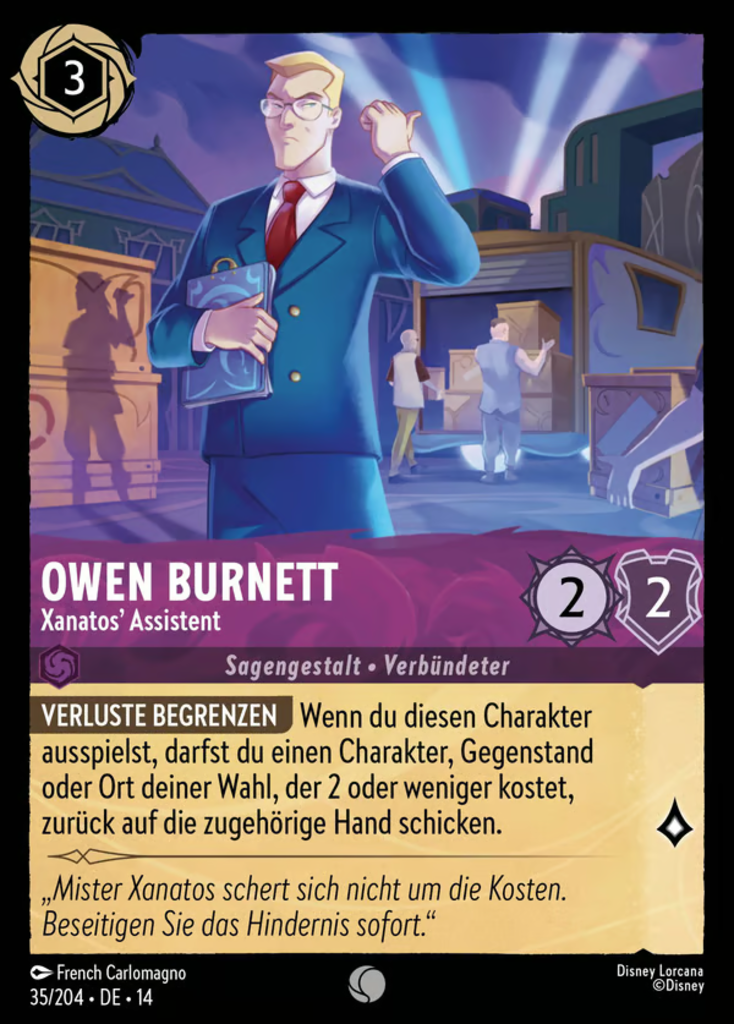 3
OWEN BURNETT
Xanatos’ Assistent
2
2
Sagengestalt • Verbündeter
VERLUSTE BEGRENZEN Wenn du diesen Charakter
ausspielst, darfst du einen Charakter, Gegenstand
oder Ort deiner Wahl, der 2 oder weniger kostet,
zurück auf die zugehörige Hand schicken.
„Mister Xanatos schert sich nicht um die Kosten.
Beseitigen Sie das Hindernis sofort.“
French Carlomagno
35/204 • DE • 14
Disney Lorcana
©Disney